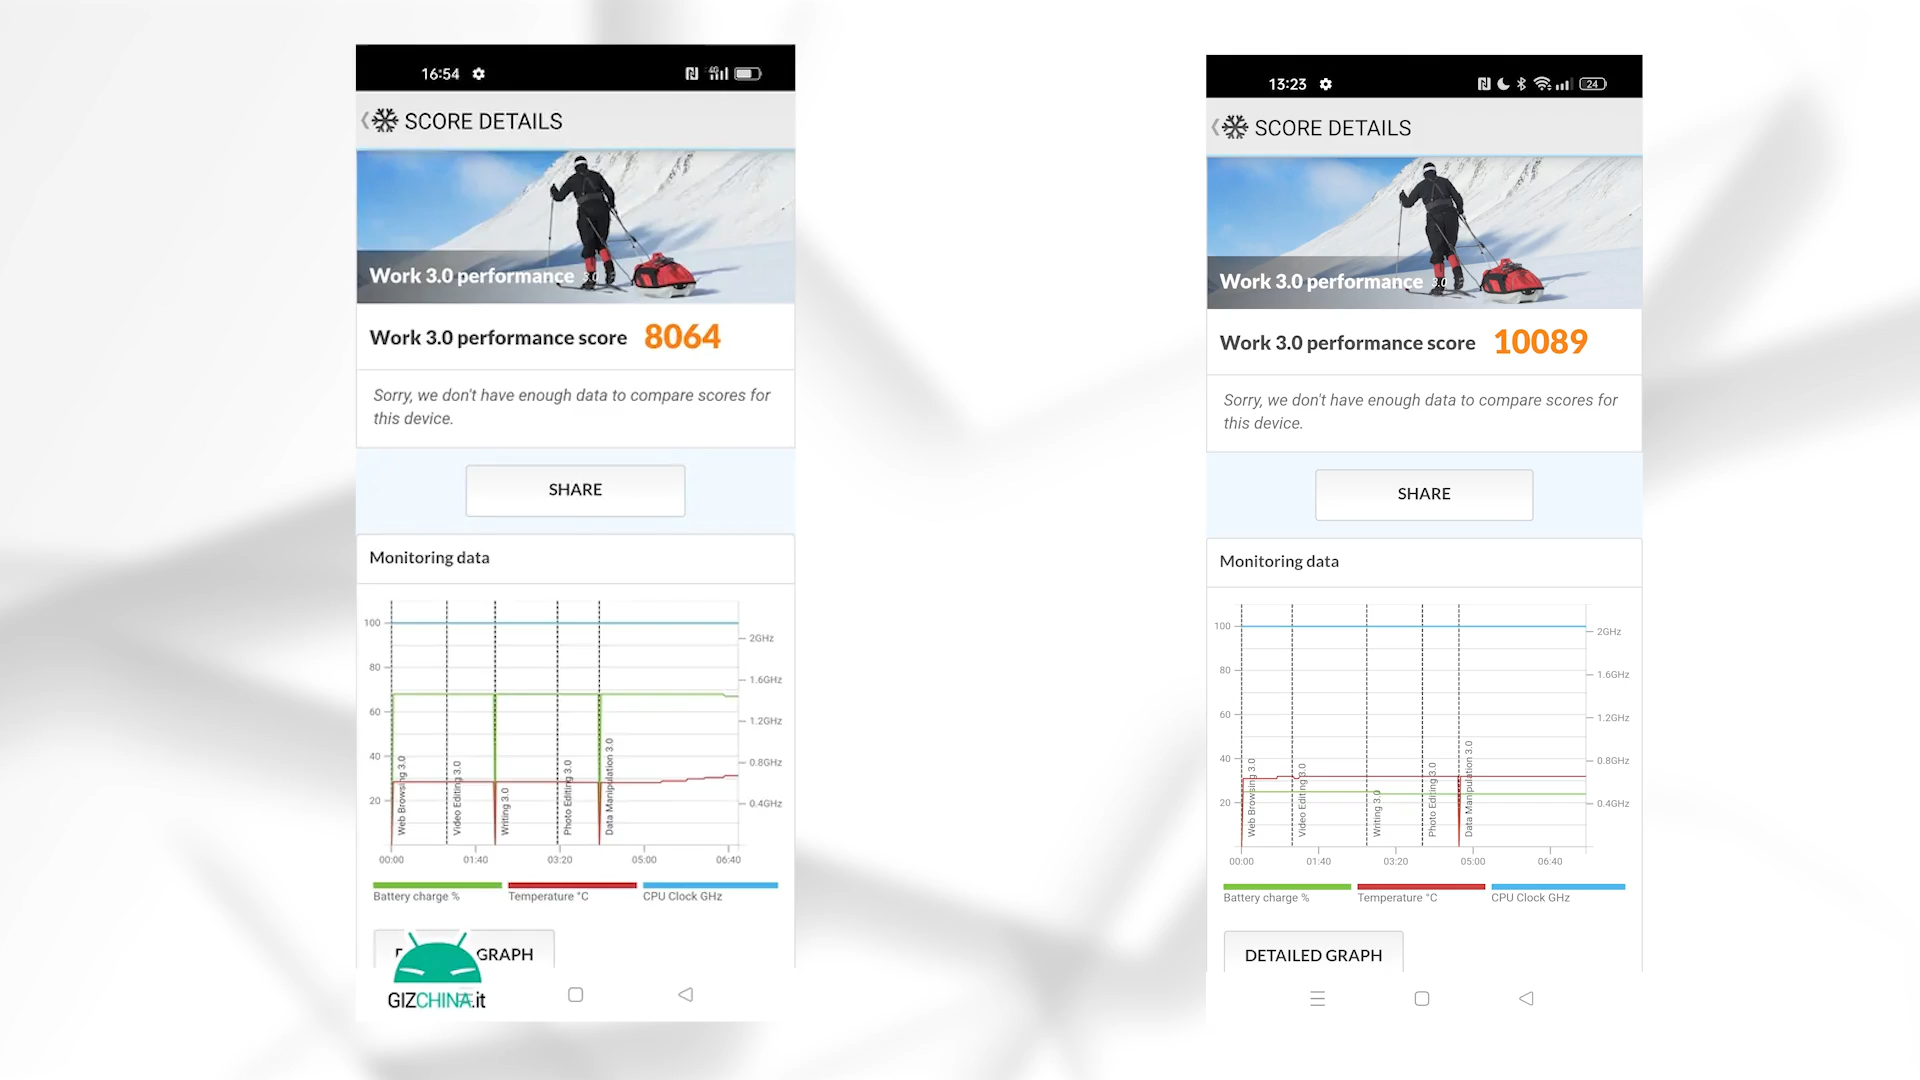 16:54
4G
SCORE DETAILS
Work 3.0 performance 3.0
Work 3.0 performance score 8064
Sorry, we don't have enough data to compare scores for
this device.
SHARE
Monitoring data
100
80
60
40
20
2GHz
1.6GHz
1.2GHz
0.8GHz
0.4GHz
Web Browsing 3.0
Video Editing 3.0
Writing 3.0
Photo Editing 3.0
Data Manipulation 3.0
00:00 01:40 03:20 05:00 06:40
Battery charge % Temperature °C CPU Clock GHz
GRAPH
GIZCHINA.it
13:23
24
SCORE DETAILS
Work 3.0 performance 3.0
Work 3.0 performance score 10089
Sorry, we don't have enough data to compare scores for
this device.
SHARE
Monitoring data
100
80
60
40
20
2GHz
1.6GHz
1.2GHz
0.8GHz
0.4GHz
Web Browsing 3.0
Video Editing 3.0
Writing 3.0
Photo Editing 3.0
Data Manipulation 3.0
00:00 01:40 03:20 05:00 06:40
Battery charge % Temperature °C CPU Clock GHz
DETAILED GRAPH